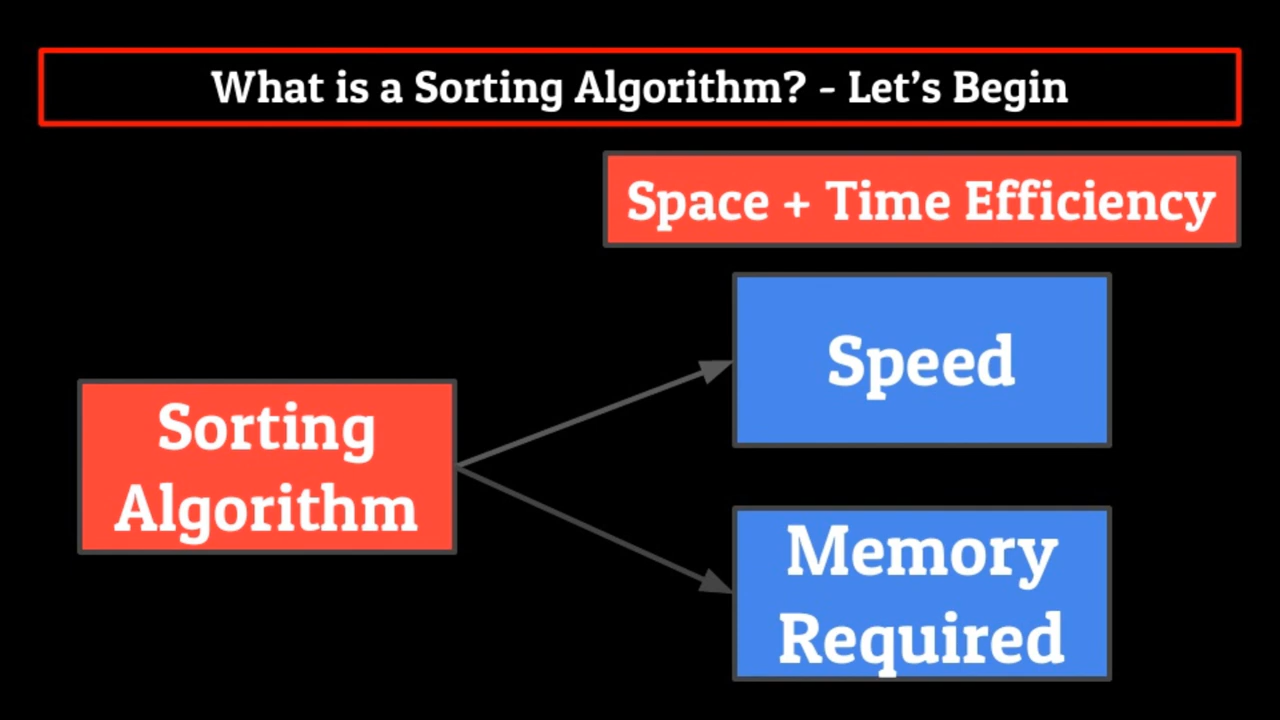 What is a Sorting Algorithm? - Let’s Begin
Space + Time Efficiency
Speed
Sorting
Algorithm
Memory
Required